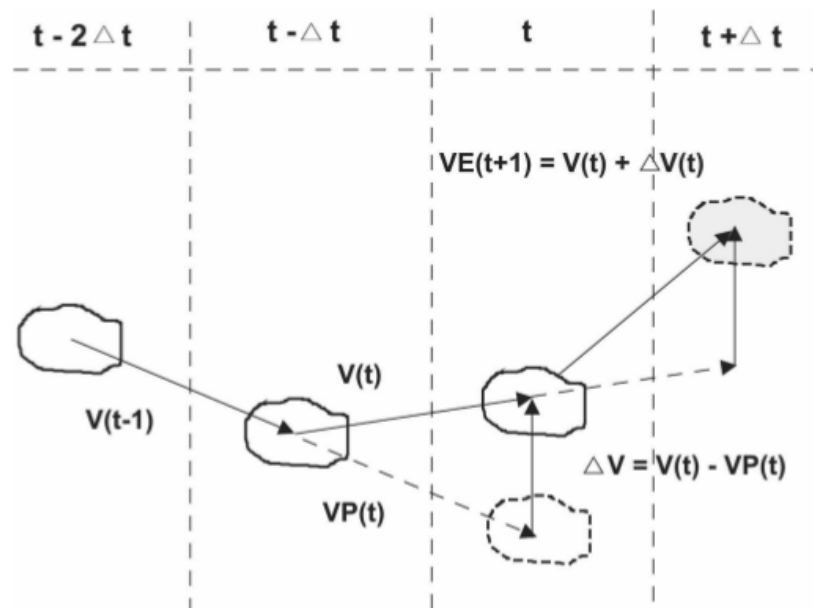 t - 2 △ t
t - △ t
t
t + △ t
VE(t+1) = V(t) + △V(t)
V(t)
V(t-1)
△ V = V(t) - VP(t)
VP(t)